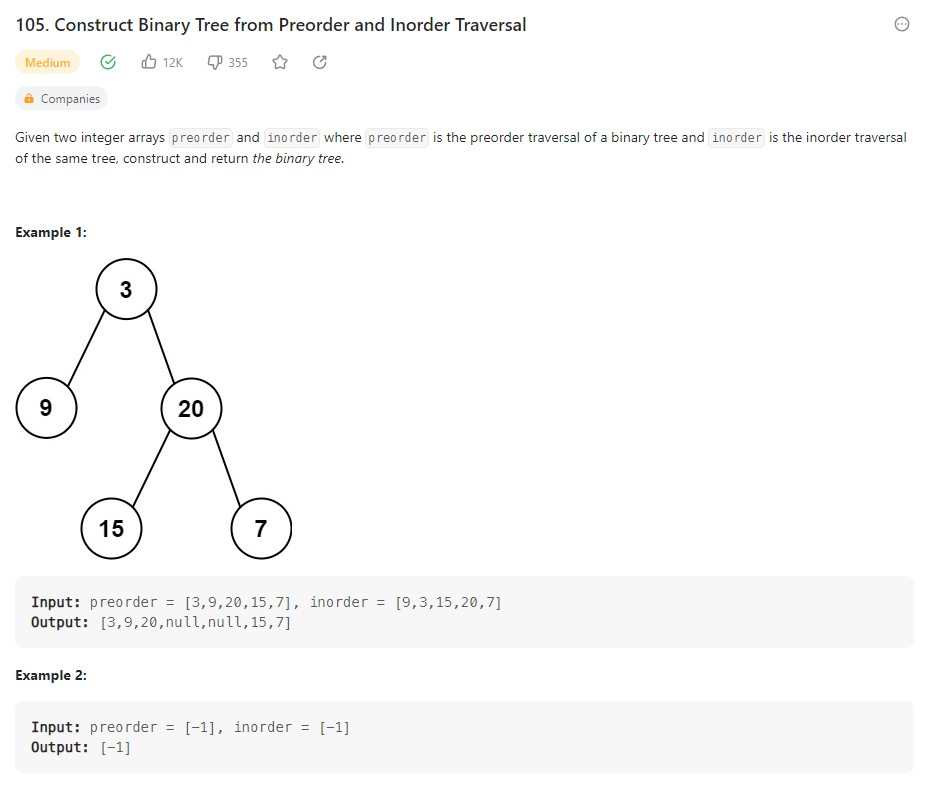 105. Construct Binary Tree from Preorder and Inorder Traversal
Medium 12K 355
Companies
Given two integer arrays preorder and inorder where preorder is the preorder traversal of a binary tree and inorder is the inorder traversal
of the same tree, construct and return the binary tree.
Example 1:
3
9 20
15 7
Input: preorder = [3,9,20,15,7], inorder = [9,3,15,20,7]
Output: [3,9,20,null,null,15,7]
Example 2:
Input: preorder = [-1], inorder = [-1]
Output: [-1]